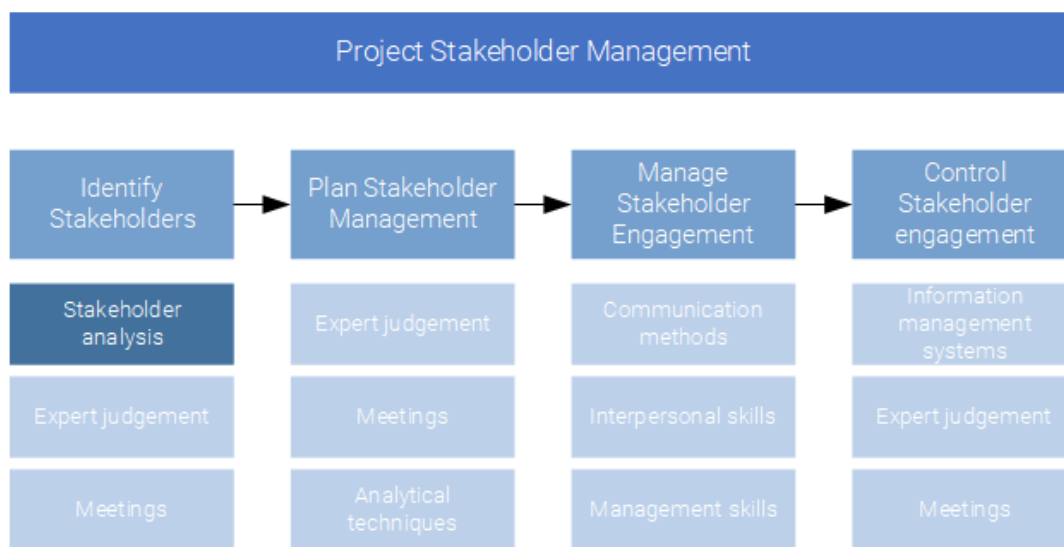 Project Stakeholder Management
Identify
Stakeholders
Plan Stakeholder
Management
Manage
Stakeholder
Engagement
Control
Stakeholder
engagement
Stakeholder
analysis
Expert judgement
Communication
methods
Information
management
systems
Expert judgement
Meetings
Interpersonal skills
Expert judgement
Meetings
Analytical
techniques
Management skills
Meetings